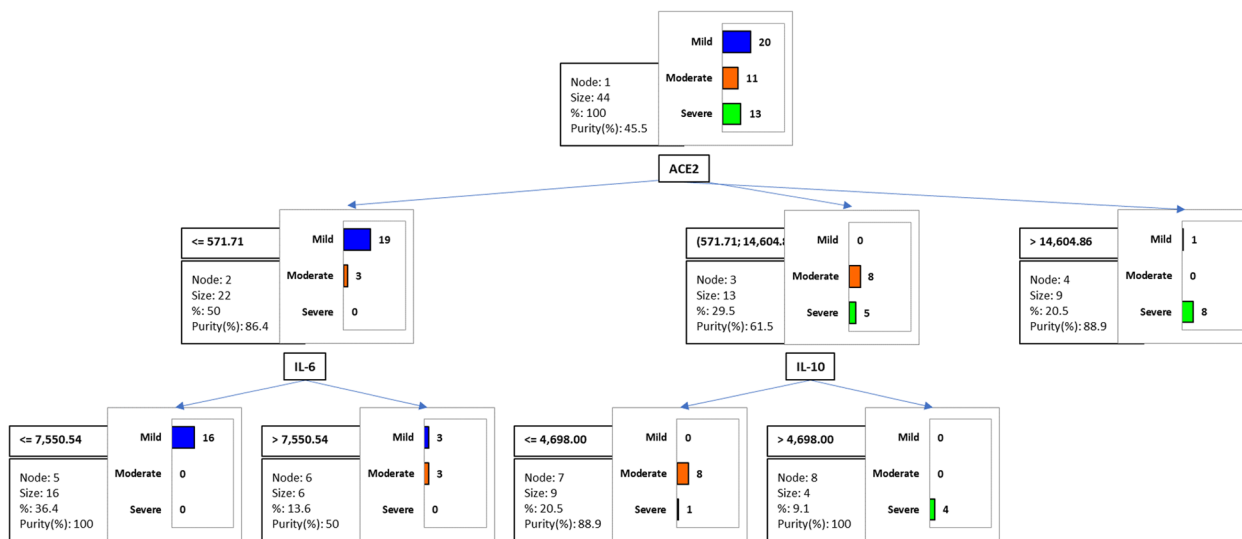 Mild 20
Moderate 11
Severe 13
Node: 1
Size: 44
%: 100
Purity(%): 45.5
ACE2
<= 571.71
Mild 19
Moderate 3
Severe 0
Node: 2
Size: 22
%: 50
Purity(%): 86.4
(571.71; 14,604.8
Mild 0
Moderate 8
Severe 5
Node: 3
Size: 13
%: 29.5
Purity(%): 61.5
> 14,604.86
Mild 1
Moderate 0
Severe 8
Node: 4
Size: 9
%: 20.5
Purity(%): 88.9
IL-6
IL-10
<= 7,550.54
Mild 16
Moderate 0
Severe 0
Node: 5
Size: 16
%: 36.4
Purity(%): 100
> 7,550.54
Mild 3
Moderate 3
Severe 0
Node: 6
Size: 6
%: 13.6
Purity(%): 50
<= 4,698.00
Mild 0
Moderate 8
Severe 1
Node: 7
Size: 9
%: 20.5
Purity(%): 88.9
> 4,698.00
Mild 0
Moderate 0
Severe 4
Node: 8
Size: 4
%: 9.1
Purity(%): 100